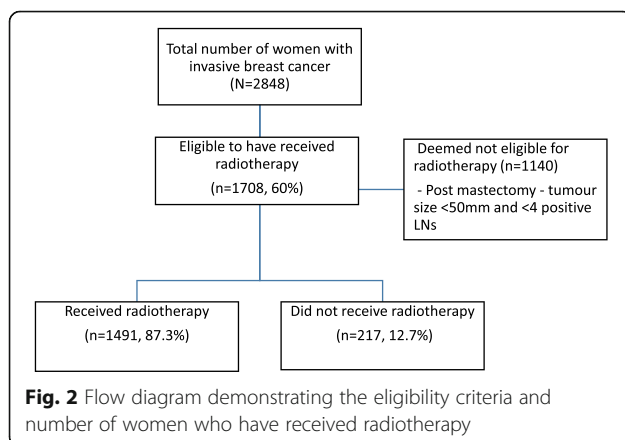 Total number of women with
invasive breast cancer
(N=2848)
Eligible to have received
radiotherapy
(n=1708, 60%)
Deemed not eligible for
radiotherapy (n=1140)
- Post mastectomy - tumour
size <50mm and <4 positive
LNs
Received radiotherapy
(n=1491, 87.3%)
Did not receive radiotherapy
(n=217, 12.7%)
Fig. 2 Flow diagram demonstrating the eligibility criteria and
number of women who have received radiotherapy